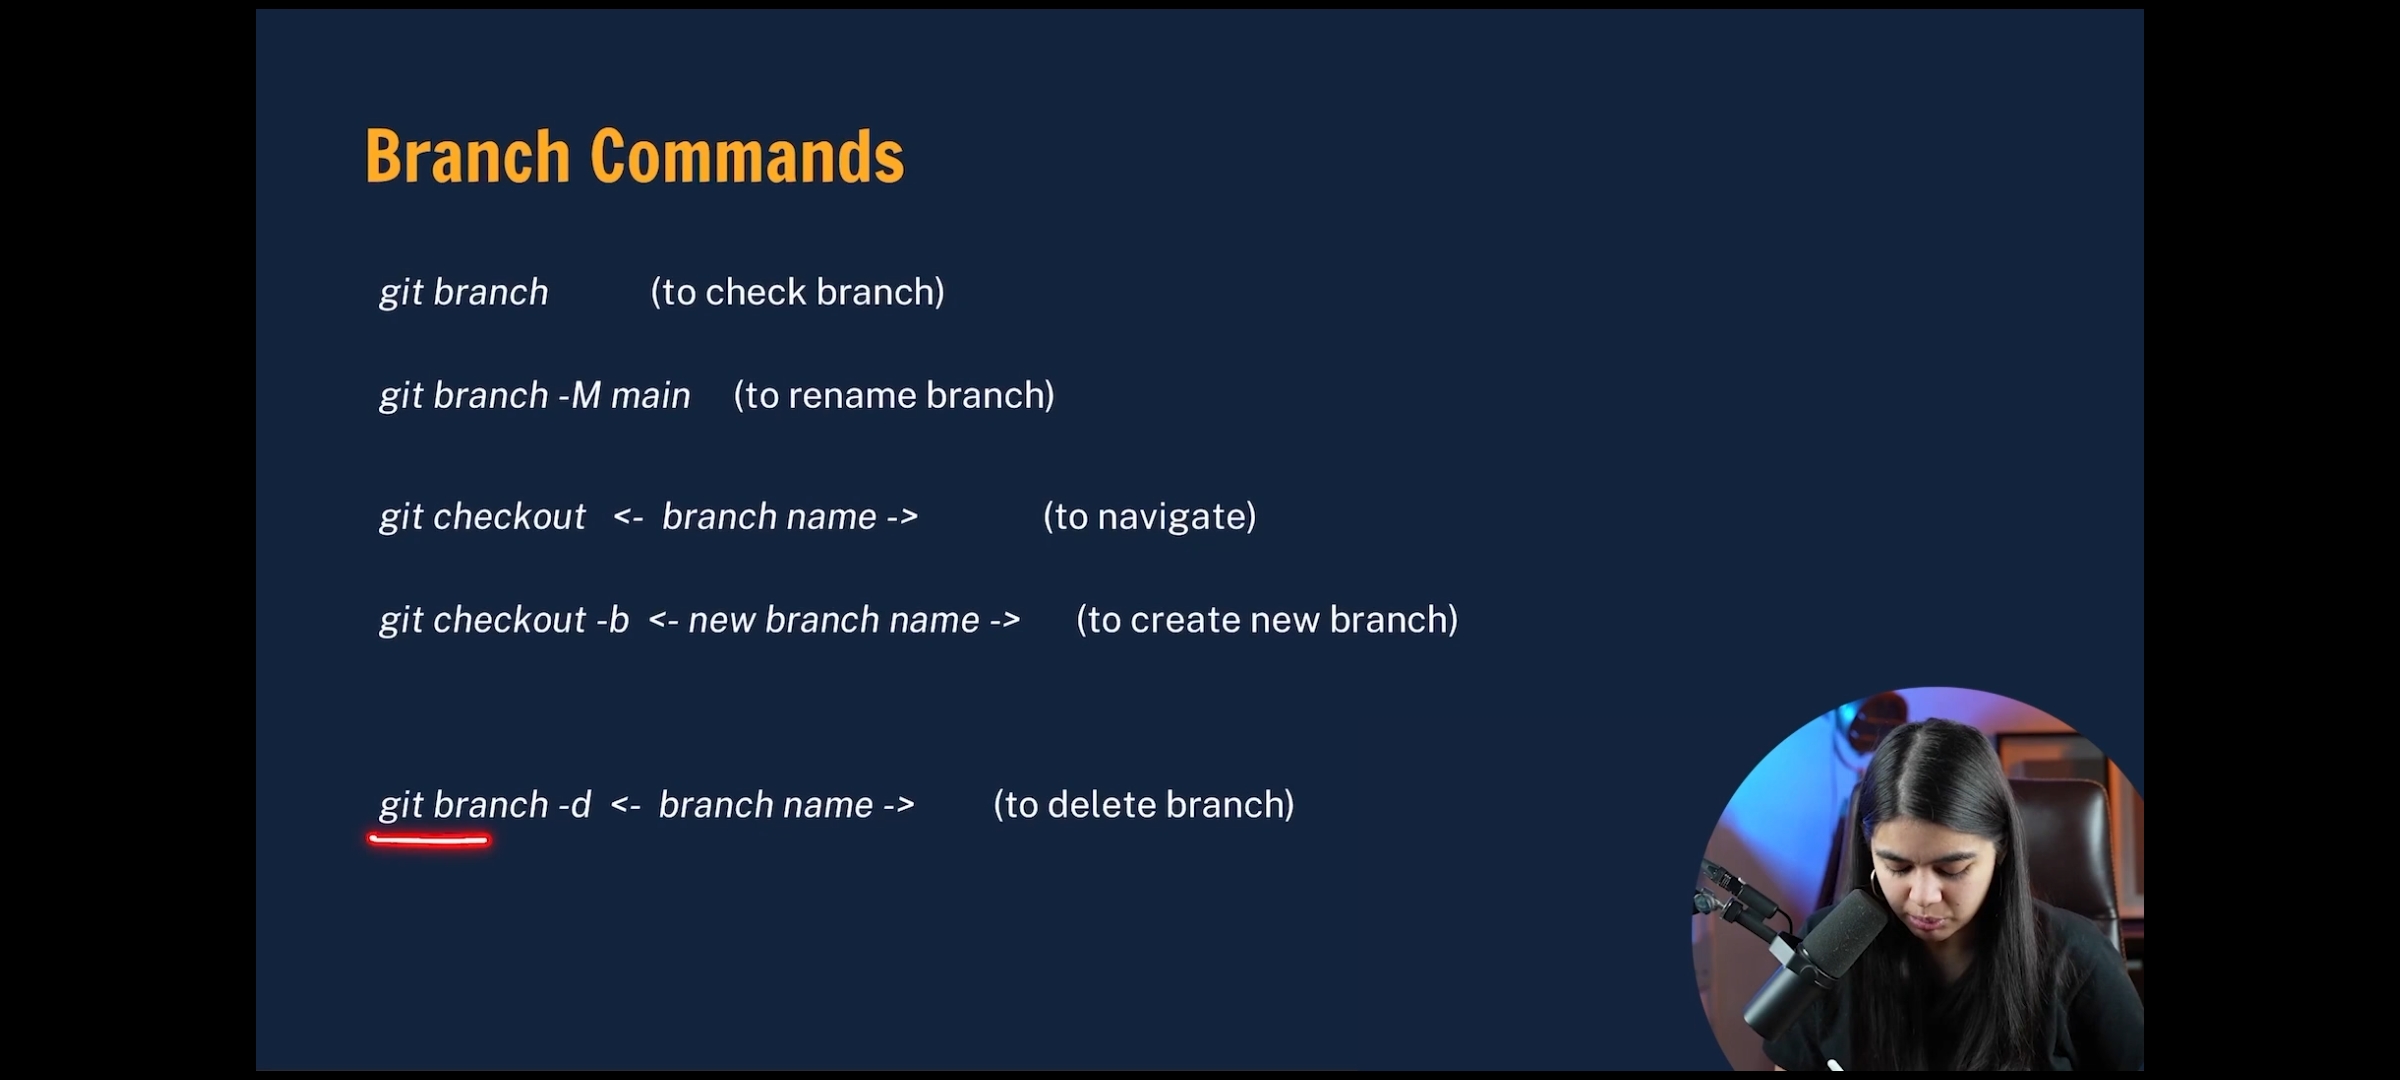 Branch Commands
git branch (to check branch)
git branch -M main (to rename branch)
git checkout <- branch name -> (to navigate)
git checkout -b <- new branch name -> (to create new branch)
git branch -d <- branch name -> (to delete branch)